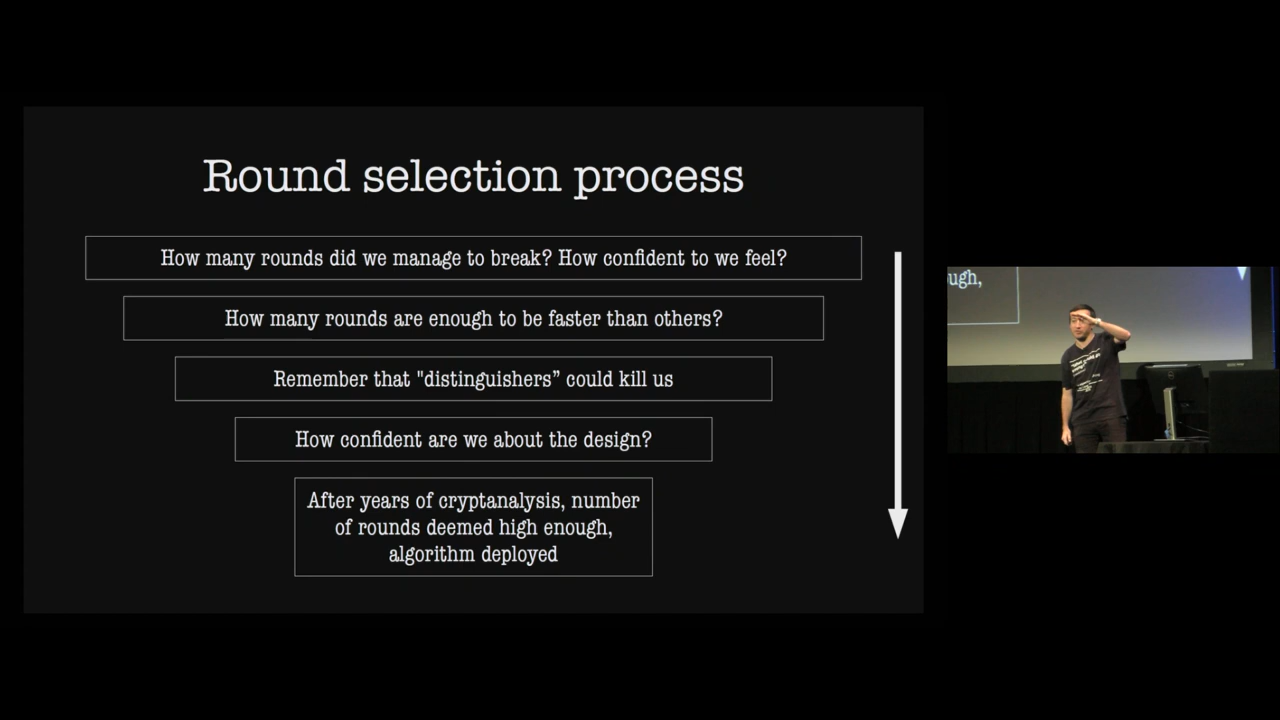 Round selection process
How many rounds did we manage to break? How confident to we feel?
How many rounds are enough to be faster than others?
Remember that "distinguishers” could kill us
How confident are we about the design?
After years of cryptanalysis, number
of rounds deemed high enough,
algorithm deployed
ough,